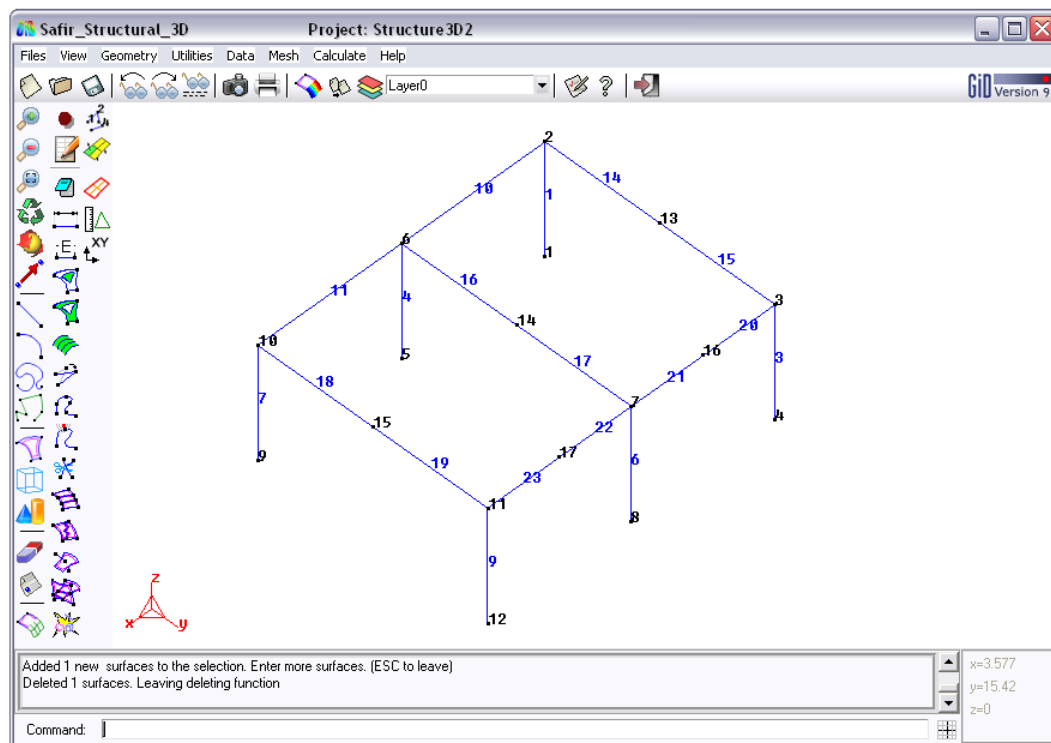 Safir_Structural_3D Project: Structure3D2
Files View Geometry Utilities Data Mesh Calculate Help
Layer0
GiD Version 9
2
E
XY
2
14
10
1
13
6
1
15
16
11
4
3
14
20
10
5
16
17
3
18
21
7
7
22
4
15
9
19
17
6
23
11
8
9
z
12
x y
Added 1 new surfaces to the selection. Enter more surfaces. (ESC to leave)
Deleted 1 surfaces. Leaving deleting function
x=3.577
y=15.42
z=0
Command: